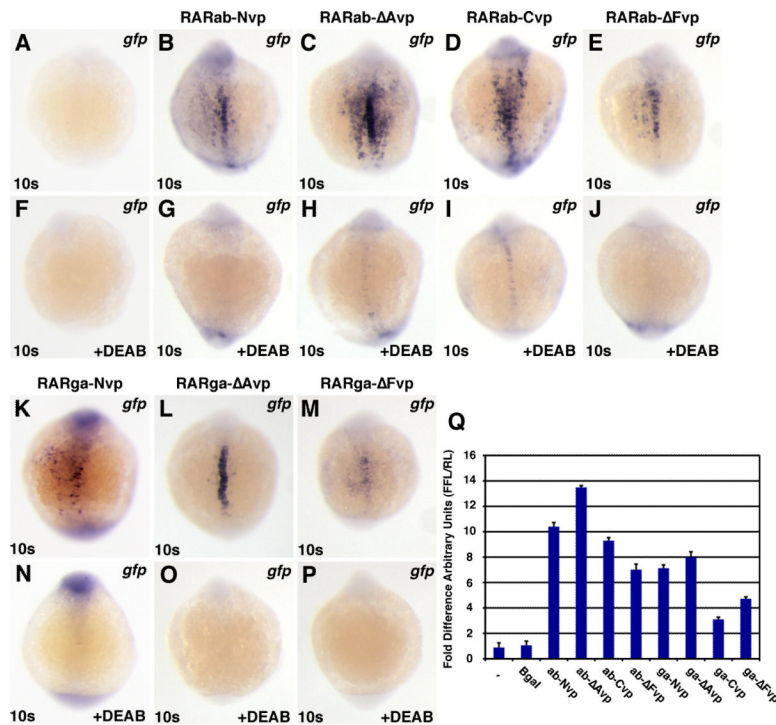 RARab-Nvp RARab-ΔAvp RARab-Cvp RARab-ΔFvp
A gfp B gfp C gfp D gfp E gfp
10s 10s 10s 10s 10s
F gfp G gfp H gfp I gfp J gfp
10s +DEAB 10s +DEAB 10s +DEAB 10s +DEAB 10s +DEAB
RARga-Nvp RARga-ΔAvp RARga-ΔFvp
K gfp L gfp M gfp
10s 10s 10s
N gfp O gfp P gfp
10s +DEAB 10s +DEAB 10s +DEAB
Q
Fold Difference Arbitrary Units (FFL/RL)
16
14
12
10
8
6
4
2
0
- Bgal ab-Nvp ab-ΔAvp ab-Cvp ab-ΔFvp ga-Nvp ga-ΔAvp ga-Cvp ga-ΔFvp